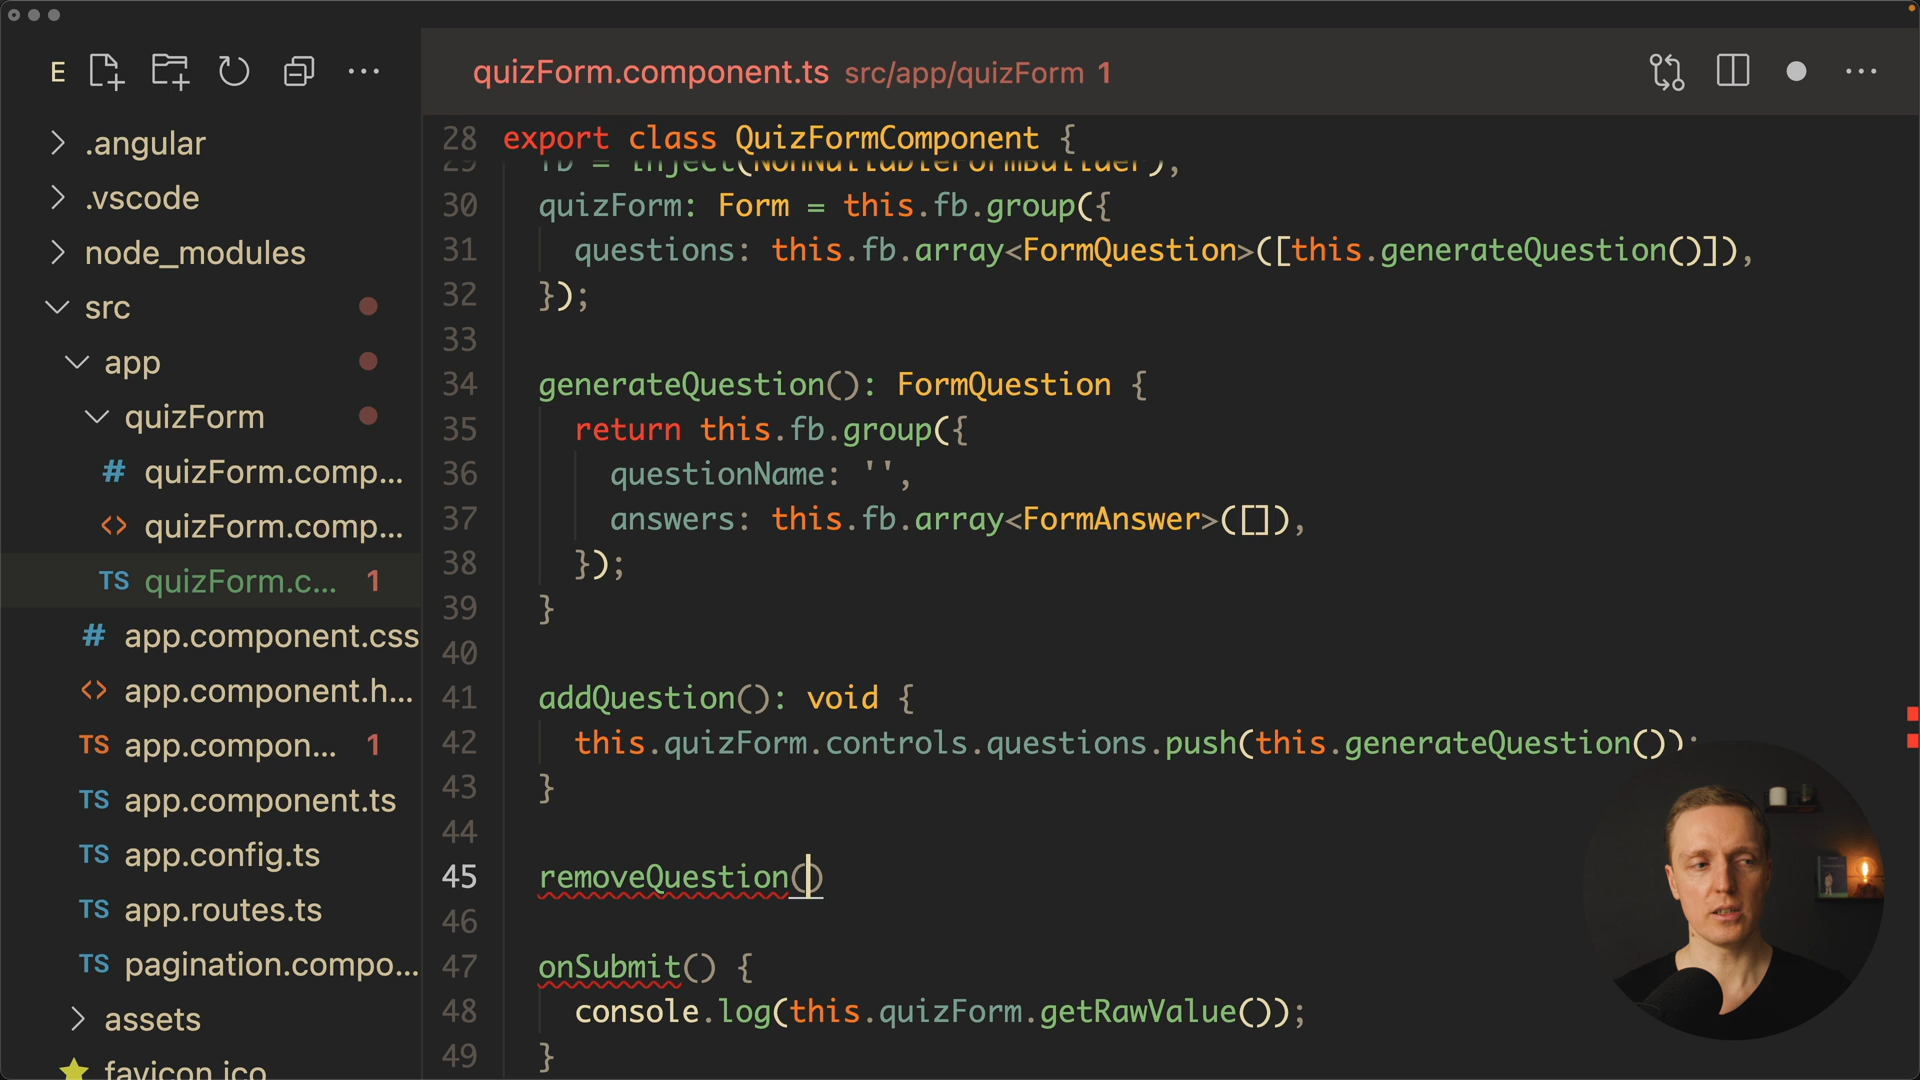 E
quizForm.component.ts src/app/quizForm 1
.angular
.vscode
node_modules
src
app
quizForm
# quizForm.comp...
<> quizForm.comp...
TS quizForm.c... 1
# app.component.css
<> app.component.h...
TS app.compon... 1
TS app.component.ts
TS app.config.ts
TS app.routes.ts
TS pagination.compo...
assets
favicon.ico
28 export class QuizFormComponent {
29 fb = inject(NonNullableFormBuilder);
30 quizForm: Form = this.fb.group({
31 questions: this.fb.array<FormQuestion>([this.generateQuestion()]),
32 });
33
34 generateQuestion(): FormQuestion {
35 return this.fb.group({
36 questionName: '',
37 answers: this.fb.array<FormAnswer>([]),
38 });
39 }
40
41 addQuestion(): void {
42 this.quizForm.controls.questions.push(this.generateQuestion());
43 }
44
45 removeQuestion()
46
47 onSubmit() {
48 console.log(this.quizForm.getRawValue());
49 }